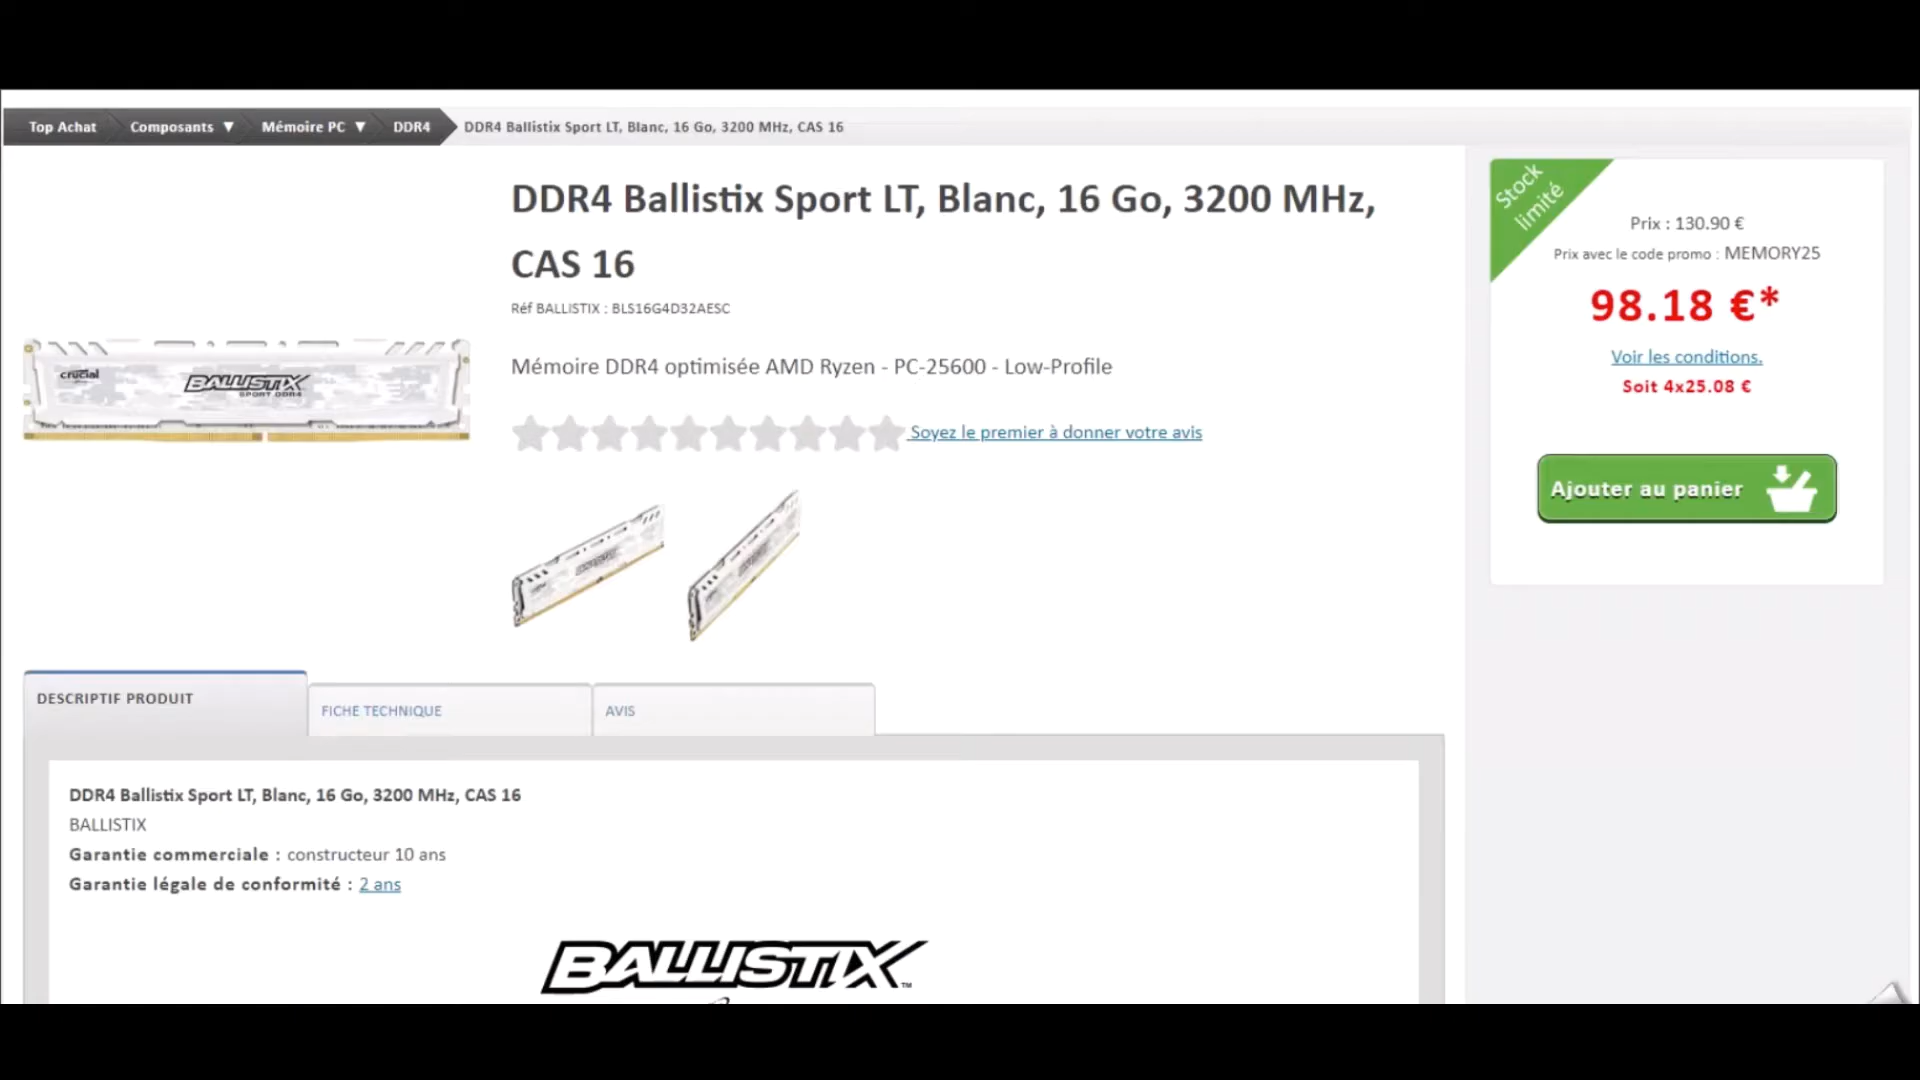 Top Achat Composants ▼ Mémoire PC ▼ DDR4 DDR4 Ballistix Sport LT, Blanc, 16 Go, 3200 MHz, CAS 16
DDR4 Ballistix Sport LT, Blanc, 16 Go, 3200 MHz,
CAS 16
Réf BALLISTIX : BLS16G4D32AESC
Mémoire DDR4 optimisée AMD Ryzen - PC-25600 - Low-Profile
Soyez le premier à donner votre avis
crucial
BALLISTIX
SPORT DDR4
Stock
limité
Prix : 130.90 €
Prix avec le code promo : MEMORY25
98.18 €*
Voir les conditions.
Soit 4x25.08 €
Ajouter au panier
DESCRIPTIF PRODUIT
FICHE TECHNIQUE
AVIS
DDR4 Ballistix Sport LT, Blanc, 16 Go, 3200 MHz, CAS 16
BALLISTIX
Garantie commerciale : constructeur 10 ans
Garantie légale de conformité : 2 ans
BALLISTIX™